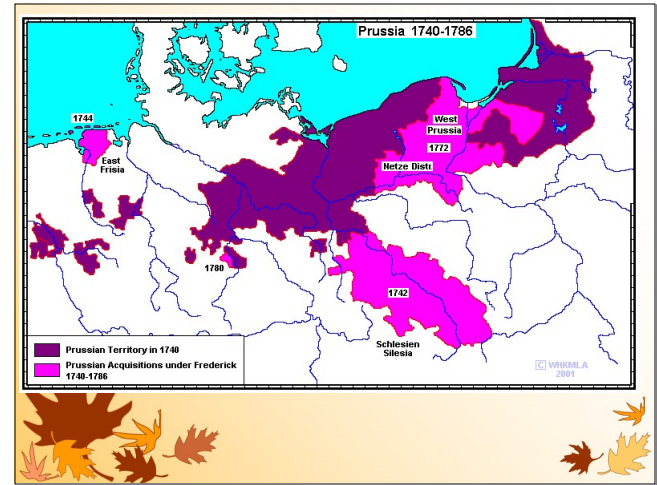 Prussia 1740-1786
1744
East
Frisia
West
Prussia
1772
Netze Distr.
1780
1742
Schlesien
Silesia
Prussian Territory in 1740
Prussian Acquisitions under Frederick
1740-1786
© WHKMLA
2001